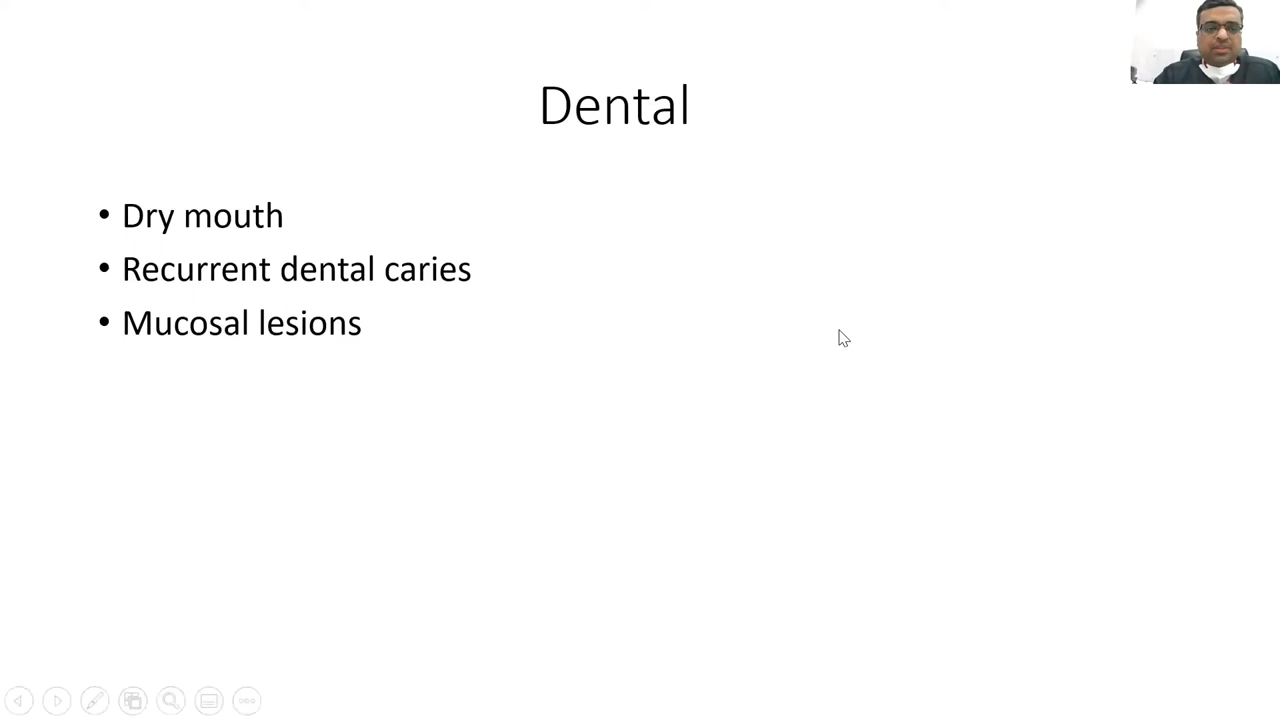 Dental
• Dry mouth
• Recurrent dental caries
• Mucosal lesions